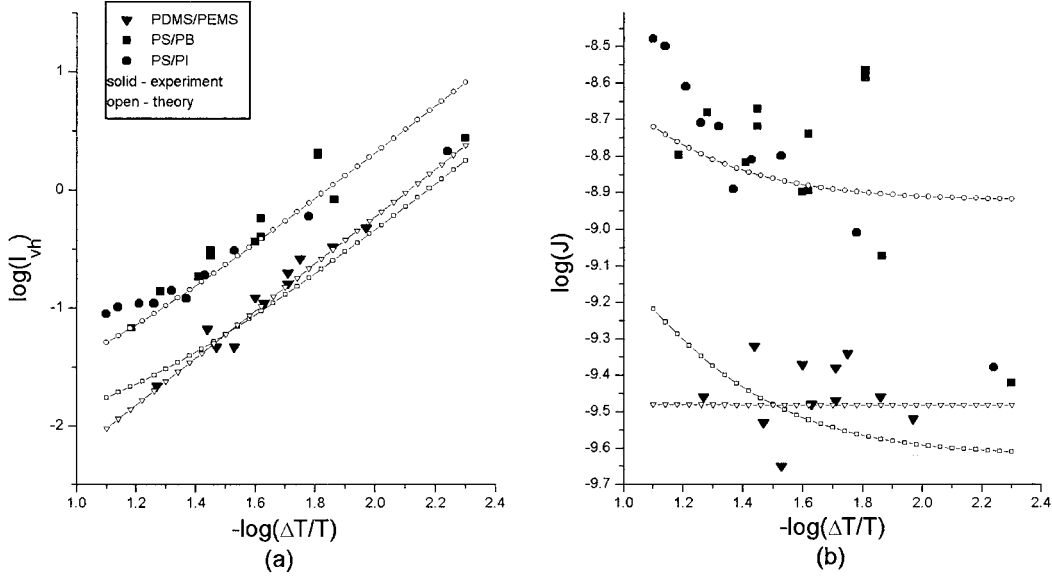 PDMS/PEMS
PS/PB
PS/PI
solid - experiment
open - theory
1
0
-1
-2
log(I_vh)
1.0 1.2 1.4 1.6 1.8 2.0 2.2 2.4
-log(ΔT/T)
(a)
-8.5
-8.6
-8.7
-8.8
-8.9
-9.0
-9.1
-9.2
-9.3
-9.4
-9.5
-9.6
-9.7
log(J)
1.0 1.2 1.4 1.6 1.8 2.0 2.2 2.4
-log(ΔT/T)
(b)